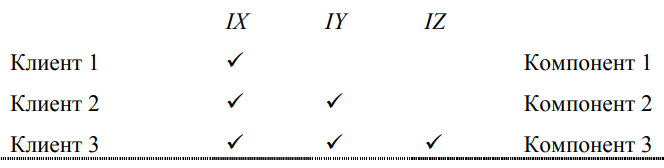 IX IY IZ
Клиент 1 ✓ Компонент 1
Клиент 2 ✓ ✓ Компонент 2
Клиент 3 ✓ ✓ ✓ Компонент 3